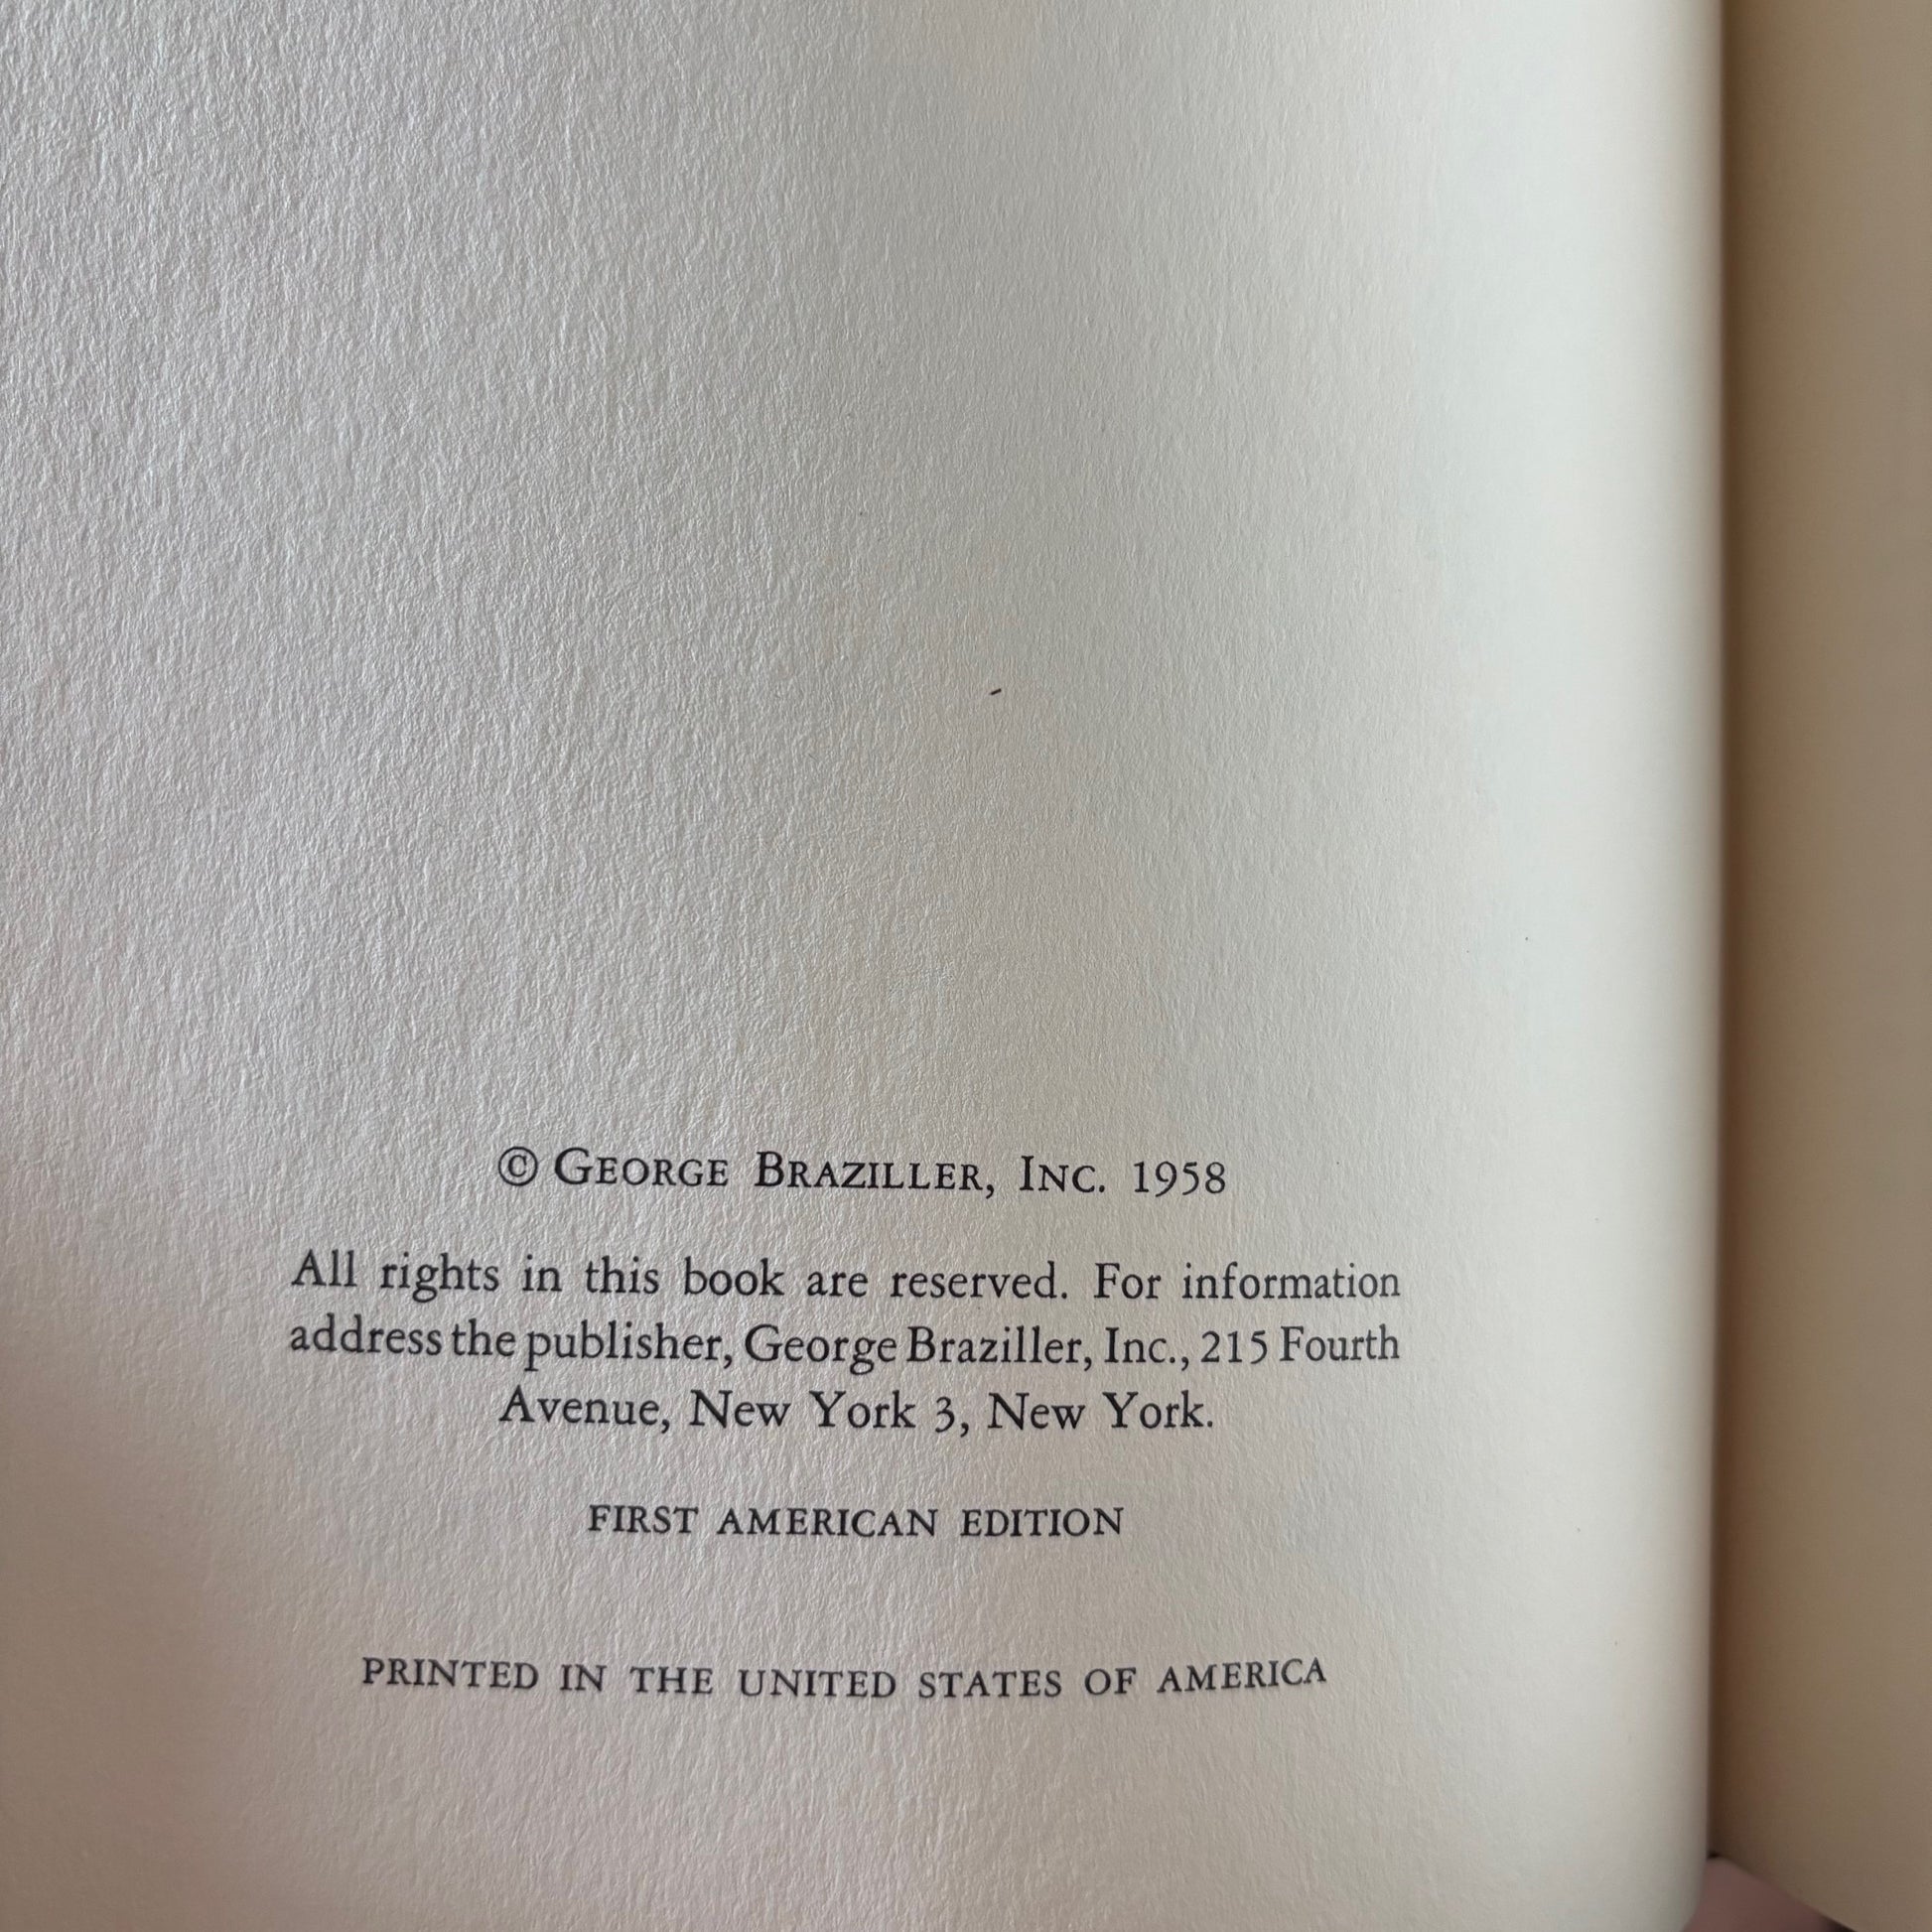 © GEORGE BRAZILLER, INC. 1958
All rights in this book are reserved. For information
address the publisher, George Braziller, Inc., 215 Fourth
Avenue, New York 3, New York.
FIRST AMERICAN EDITION
PRINTED IN THE UNITED STATES OF AMERICA